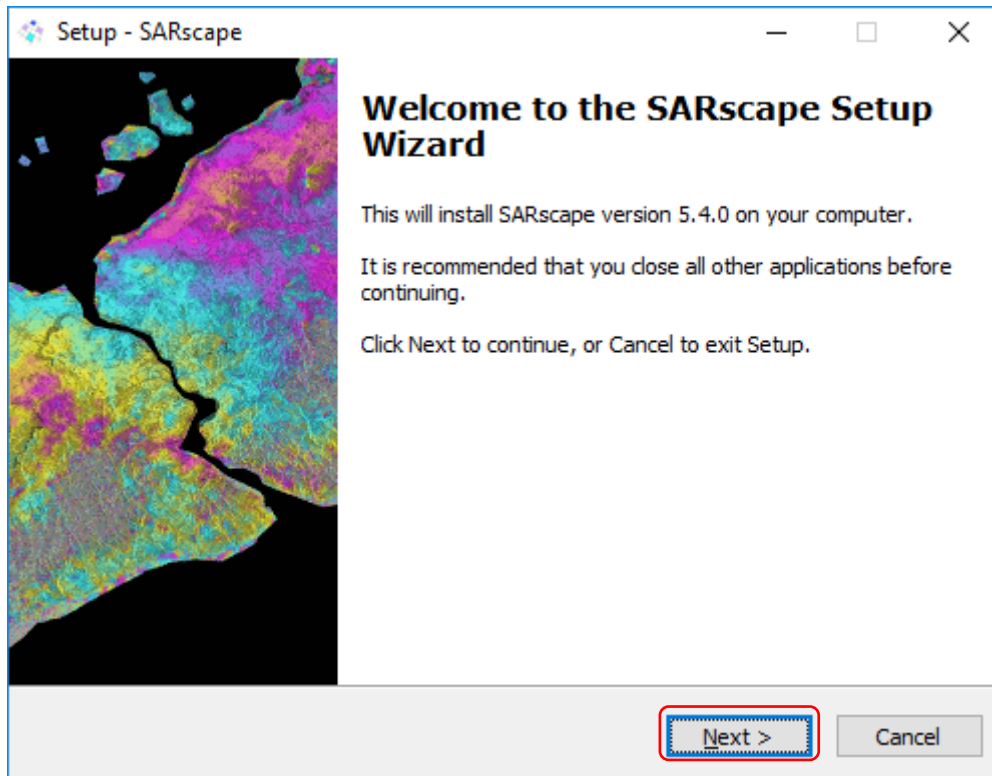 Setup - SARscape
Welcome to the SARscape Setup
Wizard
This will install SARscape version 5.4.0 on your computer.
It is recommended that you close all other applications before
continuing.
Click Next to continue, or Cancel to exit Setup.
Next >
Cancel